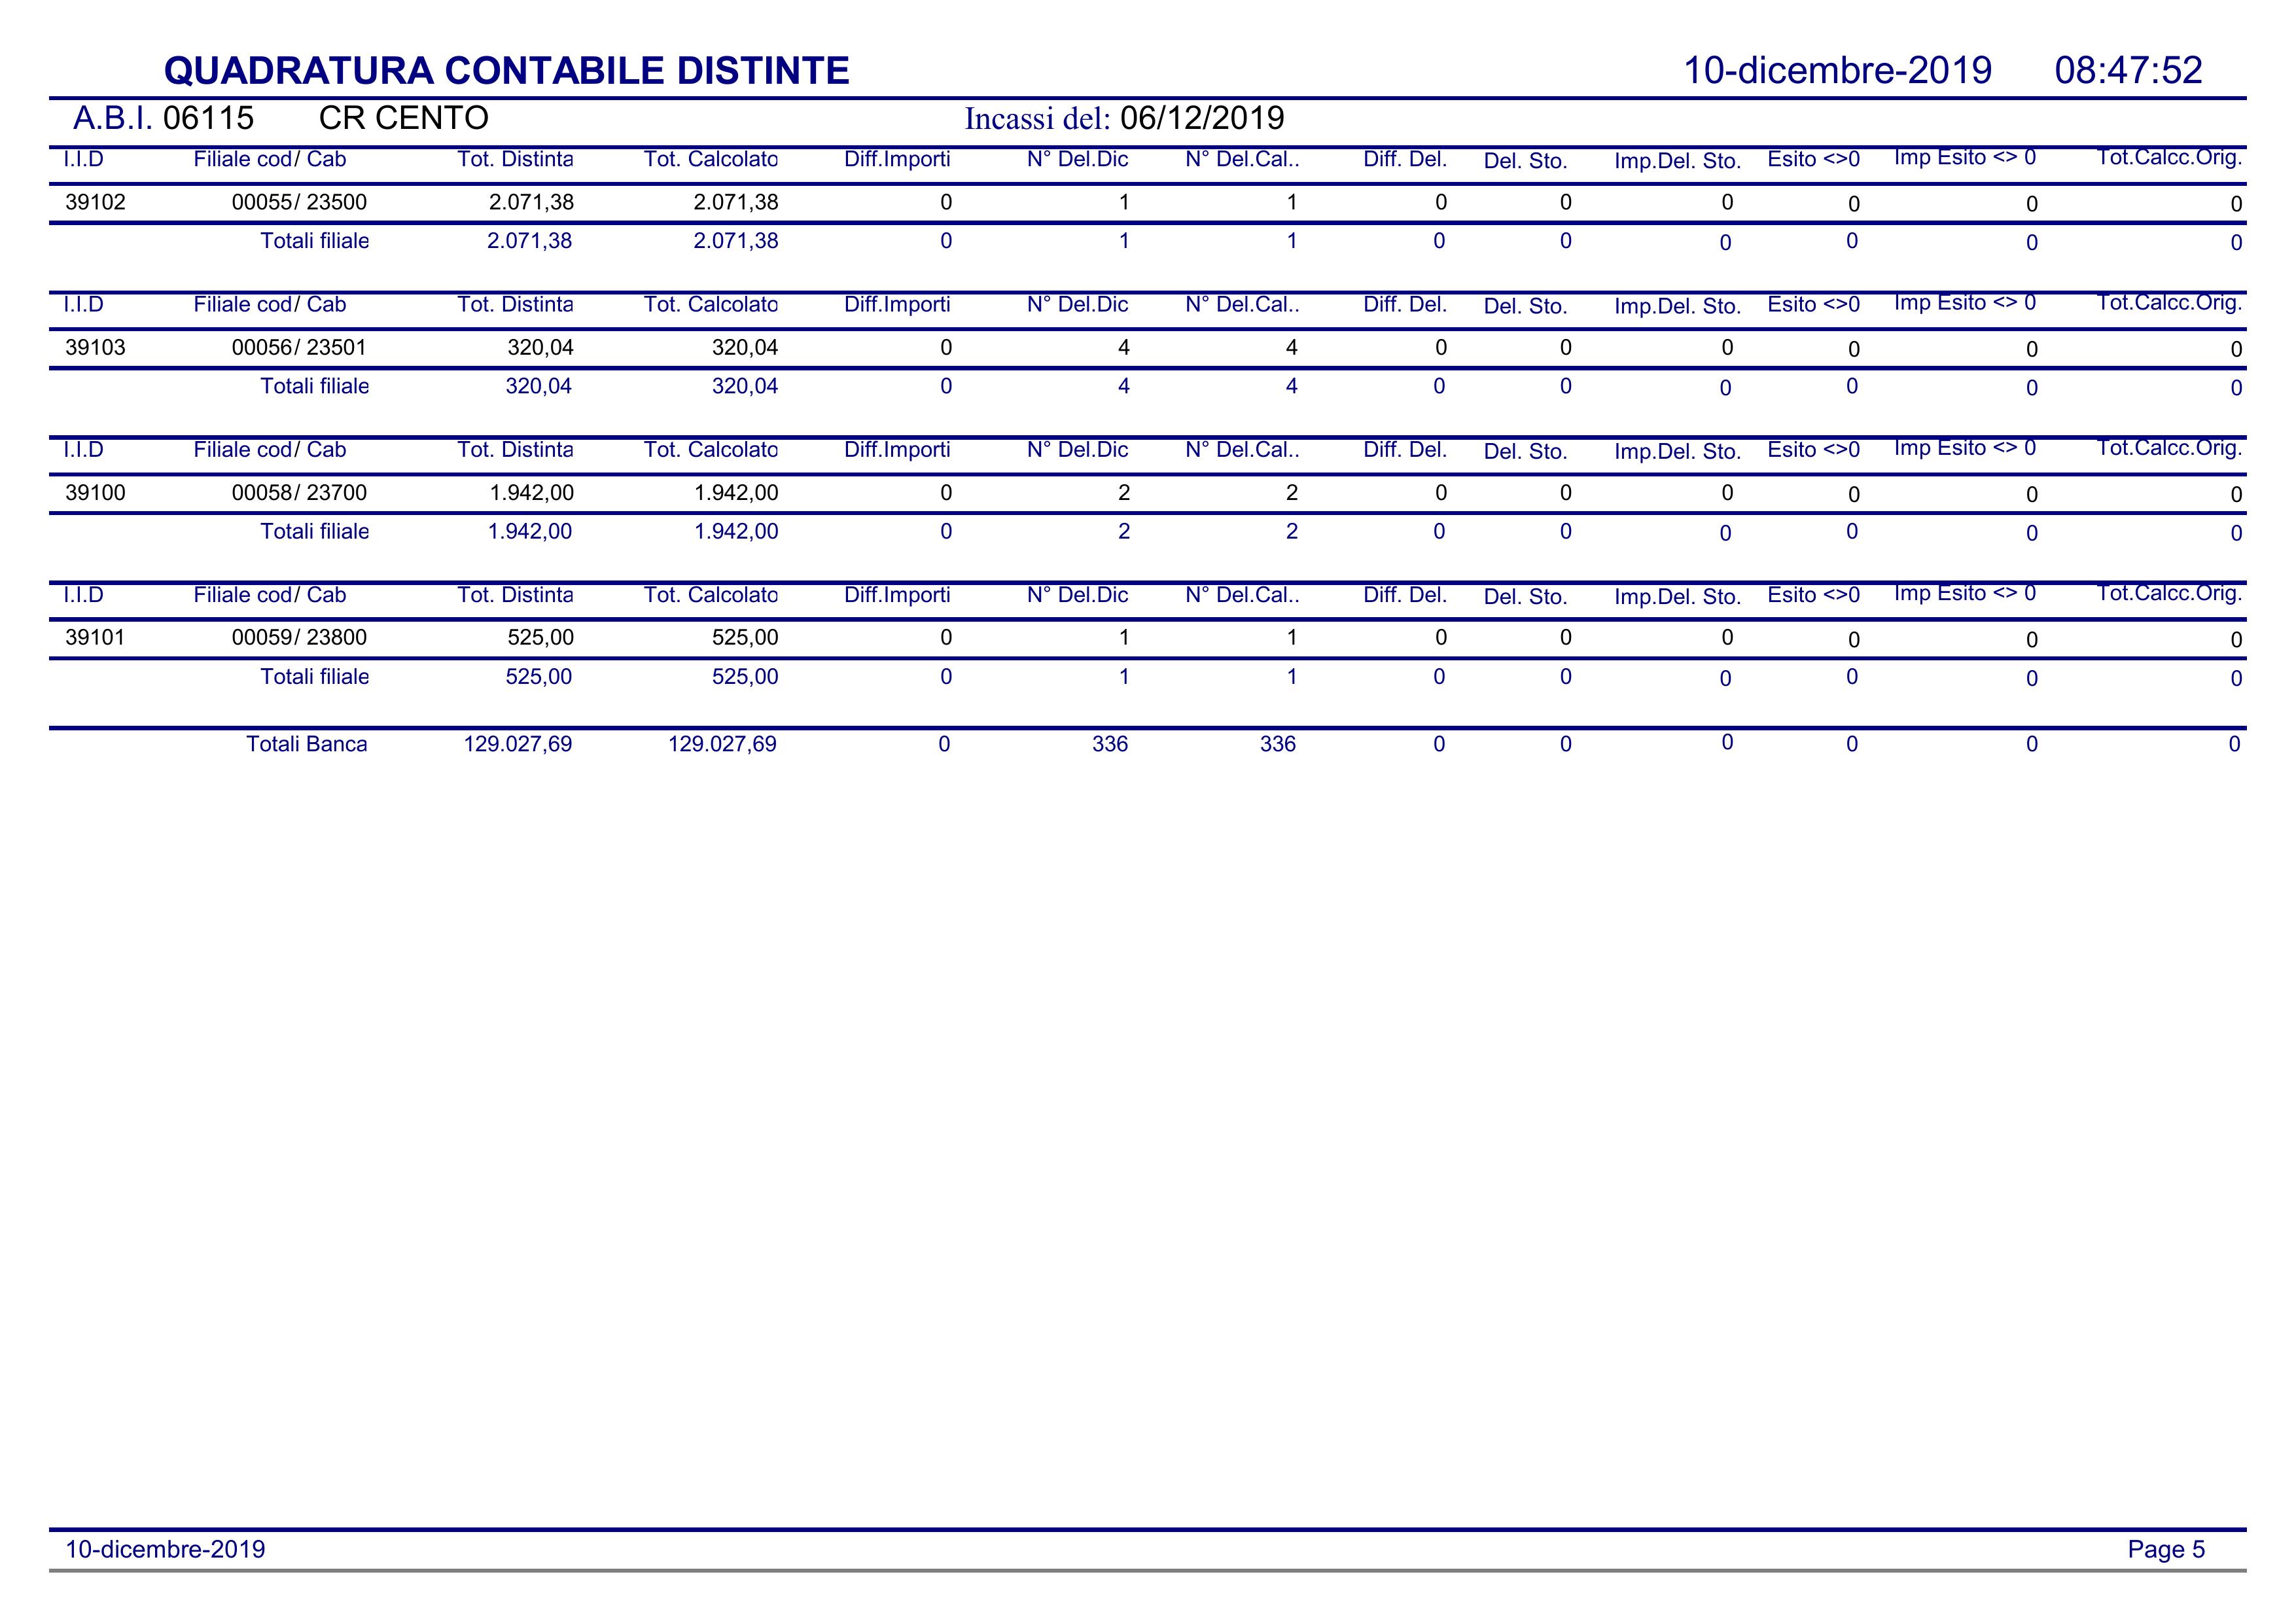 QUADRATURA CONTABILE DISTINTE 10-dicembre-2019 08:47:52
A.B.I. 06115 CR CENTO Incassi del: 06/12/2019
I.I.D Filiale cod/ Cab Tot. Distinta Tot. Calcolato Diff.Importi N° Del.Dic N° Del.Cal.. Diff. Del. Del. Sto. Imp.Del. Sto. Esito <>0 Imp Esito <> 0 Tot.Calcc.Orig.
39102 00055/ 23500 2.071,38 2.071,38 0 1 1 0 0 0 0 0 0
Totali filiale 2.071,38 2.071,38 0 1 1 0 0 0 0 0 0
I.I.D Filiale cod/ Cab Tot. Distinta Tot. Calcolato Diff.Importi N° Del.Dic N° Del.Cal.. Diff. Del. Del. Sto. Imp.Del. Sto. Esito <>0 Imp Esito <> 0 Tot.Calcc.Orig.
39103 00056/ 23501 320,04 320,04 0 4 4 0 0 0 0 0 0
Totali filiale 320,04 320,04 0 4 4 0 0 0 0 0 0
I.I.D Filiale cod/ Cab Tot. Distinta Tot. Calcolato Diff.Importi N° Del.Dic N° Del.Cal.. Diff. Del. Del. Sto. Imp.Del. Sto. Esito <>0 Imp Esito <> 0 Tot.Calcc.Orig.
39100 00058/ 23700 1.942,00 1.942,00 0 2 2 0 0 0 0 0 0
Totali filiale 1.942,00 1.942,00 0 2 2 0 0 0 0 0 0
I.I.D Filiale cod/ Cab Tot. Distinta Tot. Calcolato Diff.Importi N° Del.Dic N° Del.Cal.. Diff. Del. Del. Sto. Imp.Del. Sto. Esito <>0 Imp Esito <> 0 Tot.Calcc.Orig.
39101 00059/ 23800 525,00 525,00 0 1 1 0 0 0 0 0 0
Totali filiale 525,00 525,00 0 1 1 0 0 0 0 0 0
Totali Banca 129.027,69 129.027,69 0 336 336 0 0 0 0 0 0
10-dicembre-2019 Page 5